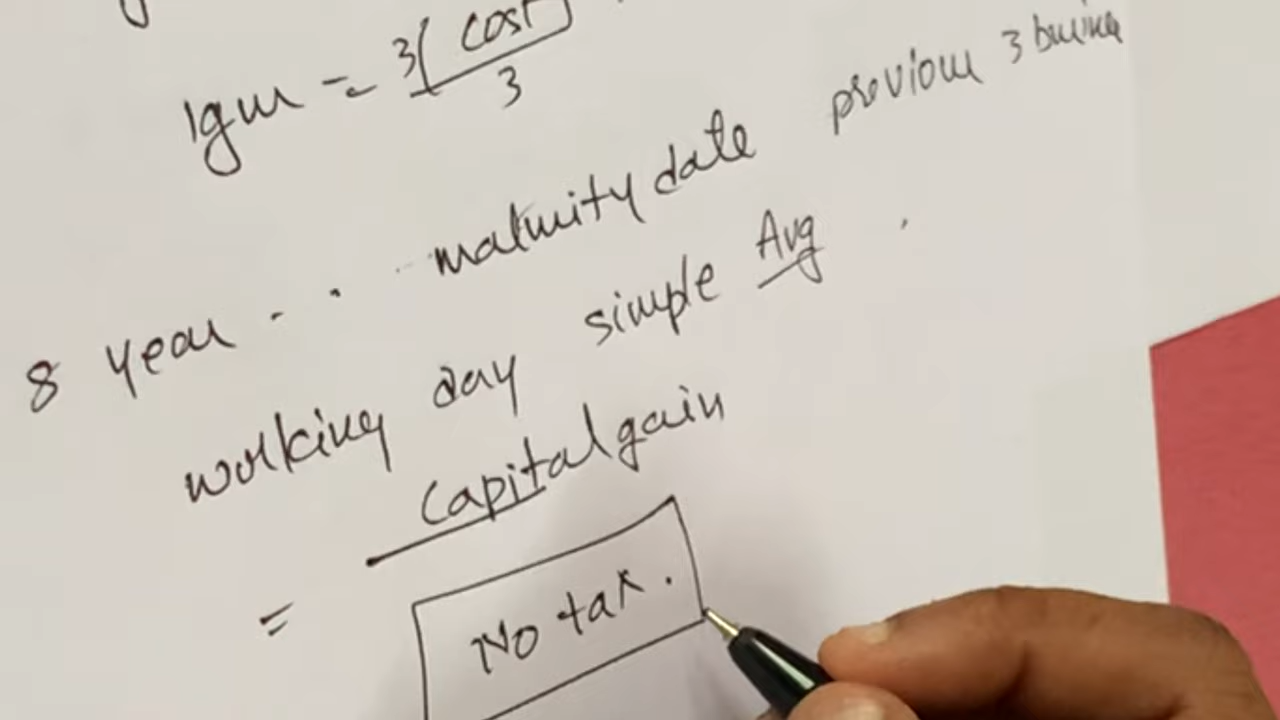 1gm = 3( cost)
3
8 year . . maturity date previous 3
working day simple Avg
Capital gain
= No tax.